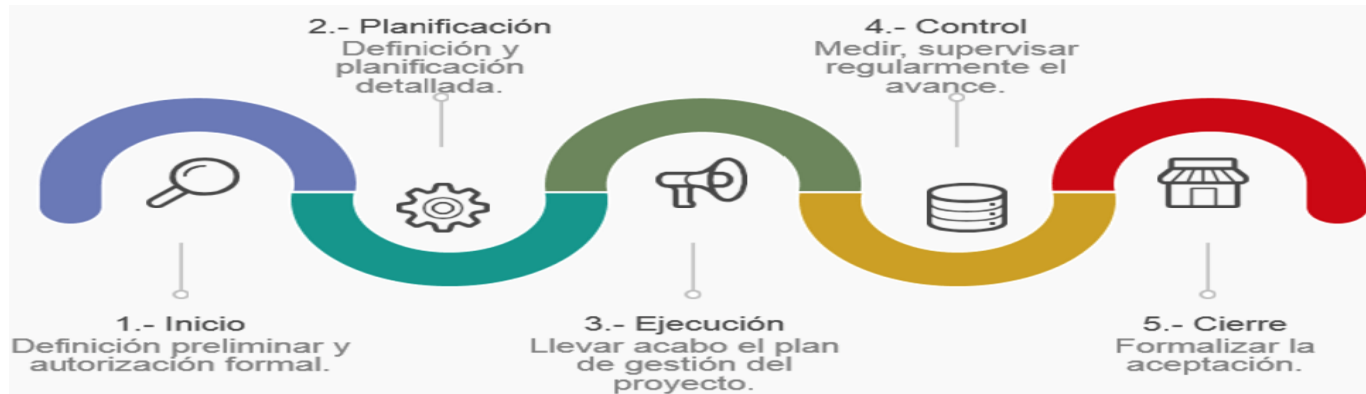 1.- Inicio
Definición preliminar y
autorización formal.
2.- Planificación
Definición y
planificación
detallada.
3.- Ejecución
Llevar acabo el plan
de gestión del
proyecto.
4.- Control
Medir, supervisar
regularmente el
avance.
5.- Cierre
Formalizar la
aceptación.